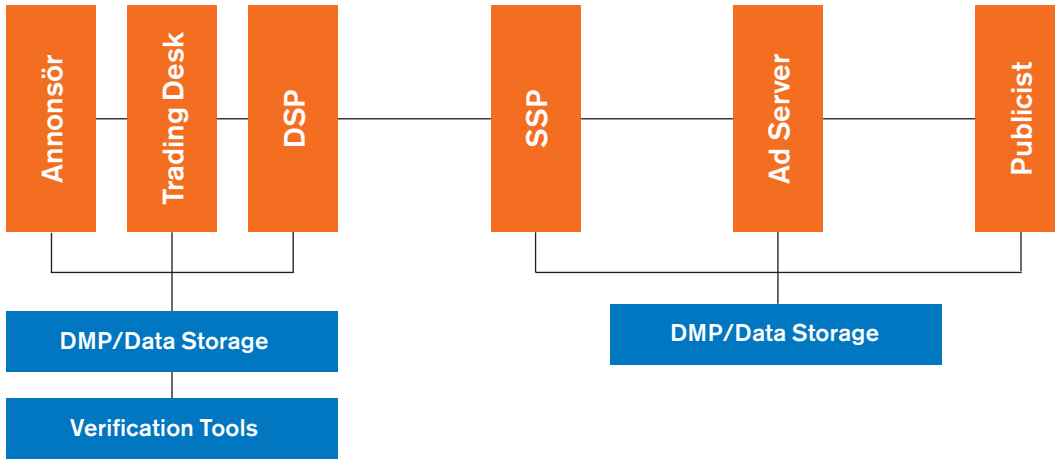 Annonsör
Trading Desk
DSP
SSP
Ad Server
Publicist
DMP/Data Storage
DMP/Data Storage
Verification Tools